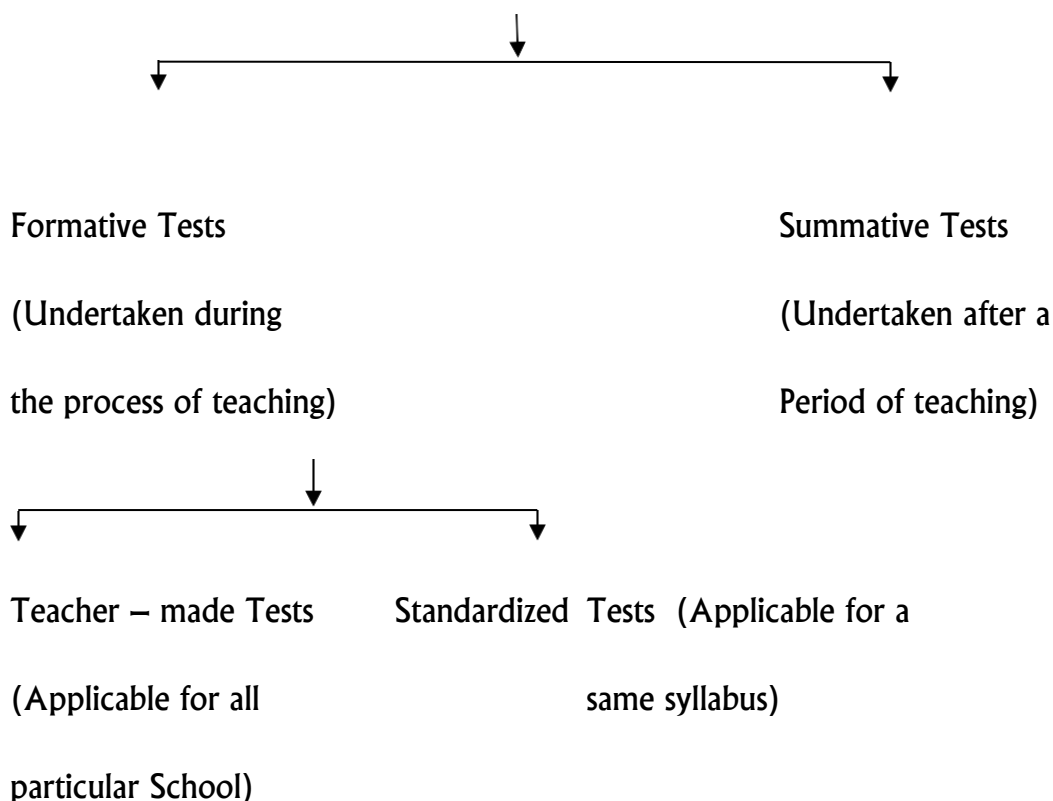 Formative Tests
Summative Tests
(Undertaken during
(Undertaken after a
the process of teaching)
Period of teaching)
Teacher – made Tests
Standardized Tests (Applicable for a
(Applicable for all
same syllabus)
particular School)